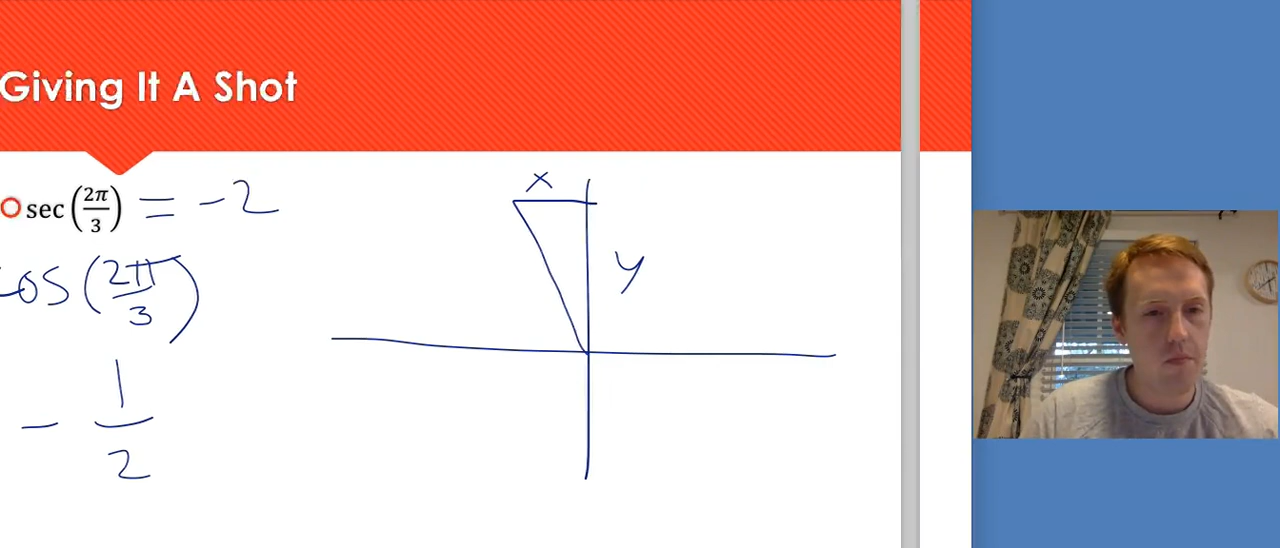 Giving It A Shot
sec(2π/3) = -2
cos(2π/3)
- 1/2
x
y